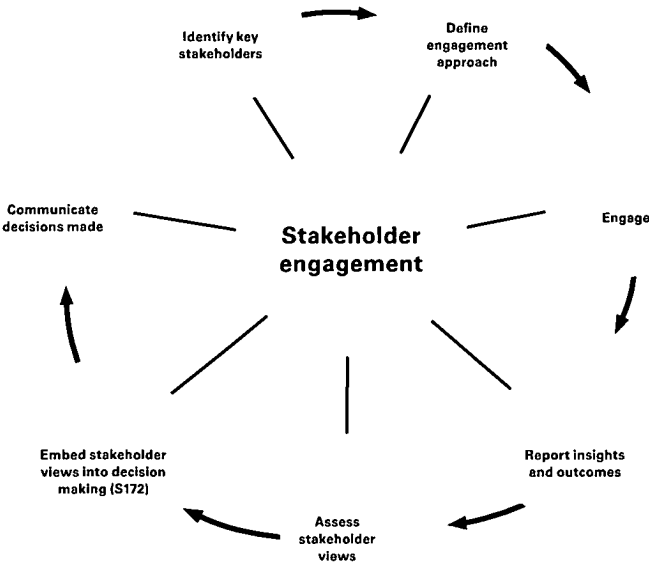 Identify key
stakeholders
Define
engagement
approach
Engage
Report insights
and outcomes
Assess
stakeholder
views
Embed stakeholder
views into decision
making (S172)
Communicate
decisions made
Stakeholder
engagement